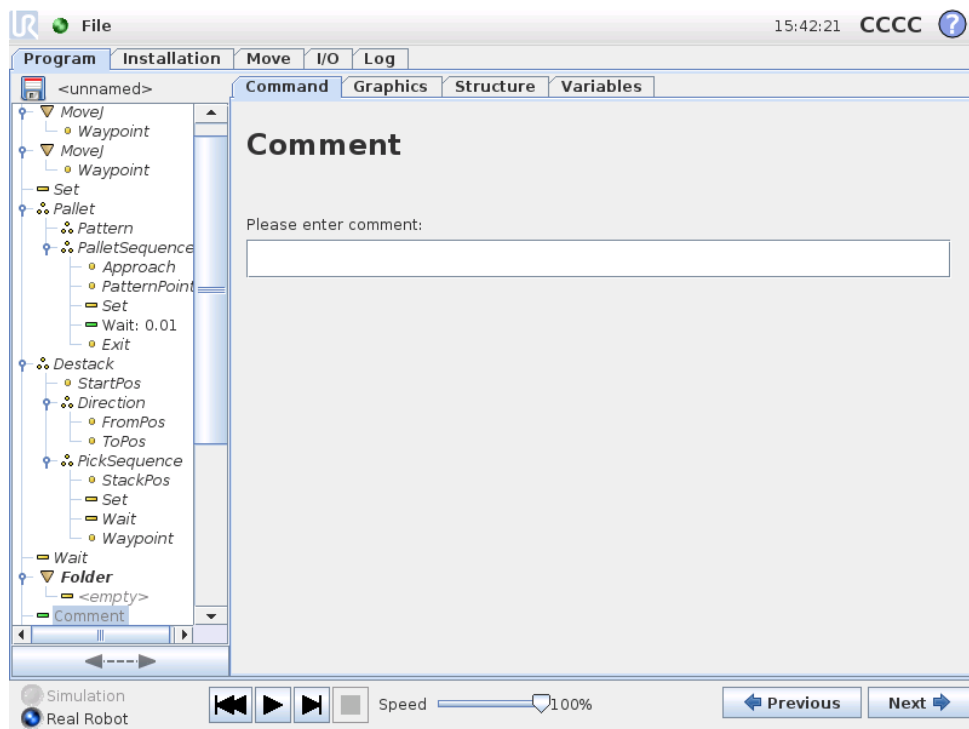 UR File 15:42:21 CCCC ?
Program Installation Move I/O Log
<unnamed>
Command Graphics Structure Variables
MoveJ
Waypoint
MoveJ
Waypoint
Set
Pallet
Pattern
PalletSequence
Approach
PatternPoint
Set
Wait: 0.01
Exit
Destack
StartPos
Direction
FromPos
ToPos
PickSequence
StackPos
Set
Wait
Waypoint
Wait
Folder
<empty>
Comment
Comment
Please enter comment:
Simulation
Real Robot
Speed 100%
Previous Next